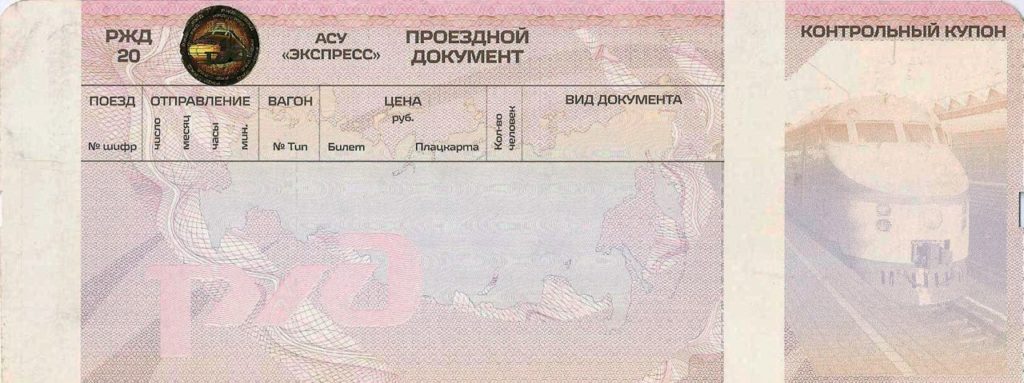 РЖД
20
АСУ
«ЭКСПРЕСС»
ПРОЕЗДНОЙ
ДОКУМЕНТ
КОНТРОЛЬНЫЙ КУПОН
ПОЕЗД
№ шифр
ОТПРАВЛЕНИЕ
число
месяц
часы
мин.
ВАГОН
№ Тип
ЦЕНА
руб.
Билет
Плацкарта
Кол-во
человек
ВИД ДОКУМЕНТА
РЖД